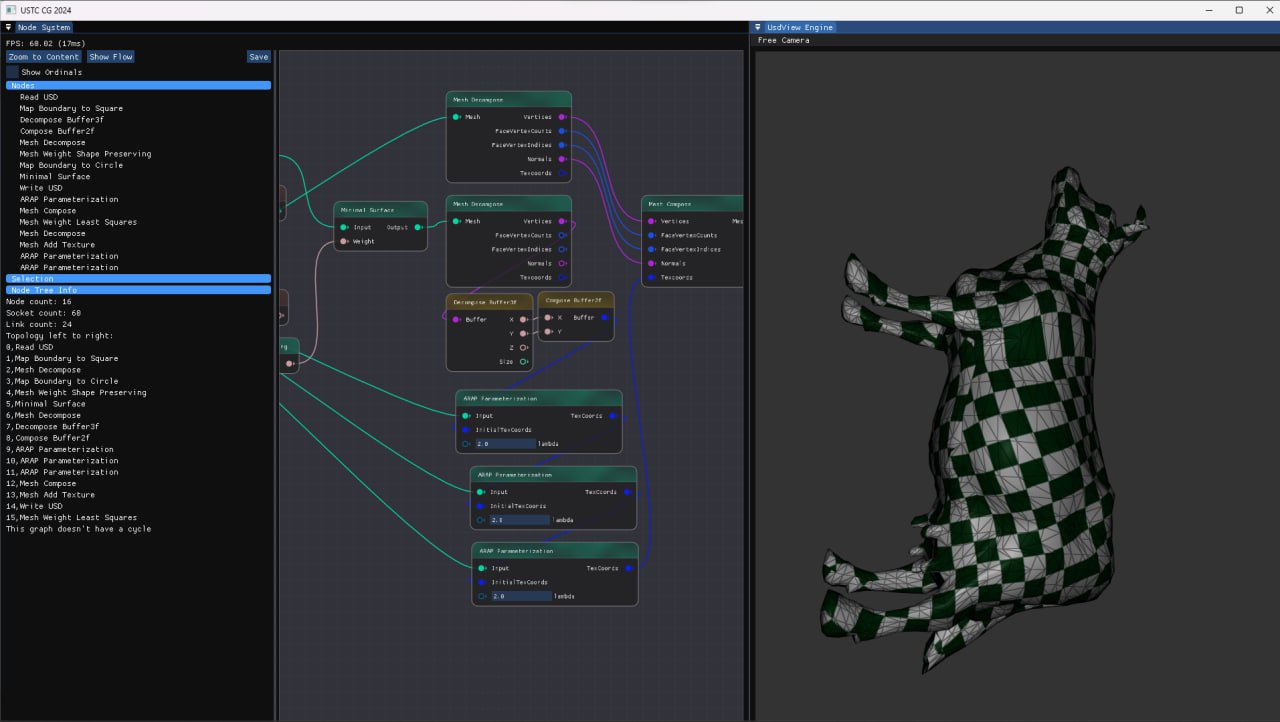 USTC CG 2024
Node System
FPS: 60.02 (17ms)
Zoom to Content
Show Flow
Save
Show Ordinals
Nodes
Read USD
Map Boundary to Square
Decompose Buffer3f
Compose Buffer2f
Mesh Decompose
Mesh Weight Shape Preserving
Map Boundary to Circle
Minimal Surface
Write USD
ARAP Parameterization
Mesh Compose
Mesh Weight Least Squares
Mesh Decompose
Mesh Add Texture
ARAP Parameterization
ARAP Parameterization
Selection
Node Tree Info
Node count: 16
Socket count: 60
Link count: 24
Topology left to right:
0,Read USD
1,Map Boundary to Square
2,Mesh Decompose
3,Map Boundary to Circle
4,Mesh Weight Shape Preserving
5,Minimal Surface
6,Mesh Decompose
7,Decompose Buffer3f
8,Compose Buffer2f
9,ARAP Parameterization
10,ARAP Parameterization
11,ARAP Parameterization
12,Mesh Compose
13,Mesh Add Texture
14,Write USD
15,Mesh Weight Least Squares
This graph doesn't have a cycle
Mesh Decompose
Mesh Vertices
FaceVertexCounts
FaceVertexIndices
Normals
Texcoords
Minimal Surface
Input Output
Weight
Mesh Decompose
Mesh Vertices
FaceVertexCounts
FaceVertexIndices
Normals
Texcoords
Mesh Compose
Vertices Mes
FaceVertexCounts
FaceVertexIndices
Normals
Texcoords
Decompose Buffer3f
Buffer X
Y
Z
Size
Compose Buffer2f
X Buffer
Y
rg
ARAP Parameterization
Input TexCoords
InitialTexCoords
2.0 lambda
ARAP Parameterization
Input TexCoords
InitialTexCoords
2.0 lambda
ARAP Parameterization
Input TexCoords
InitialTexCoords
2.0 lambda
UsdView Engine
Free Camera